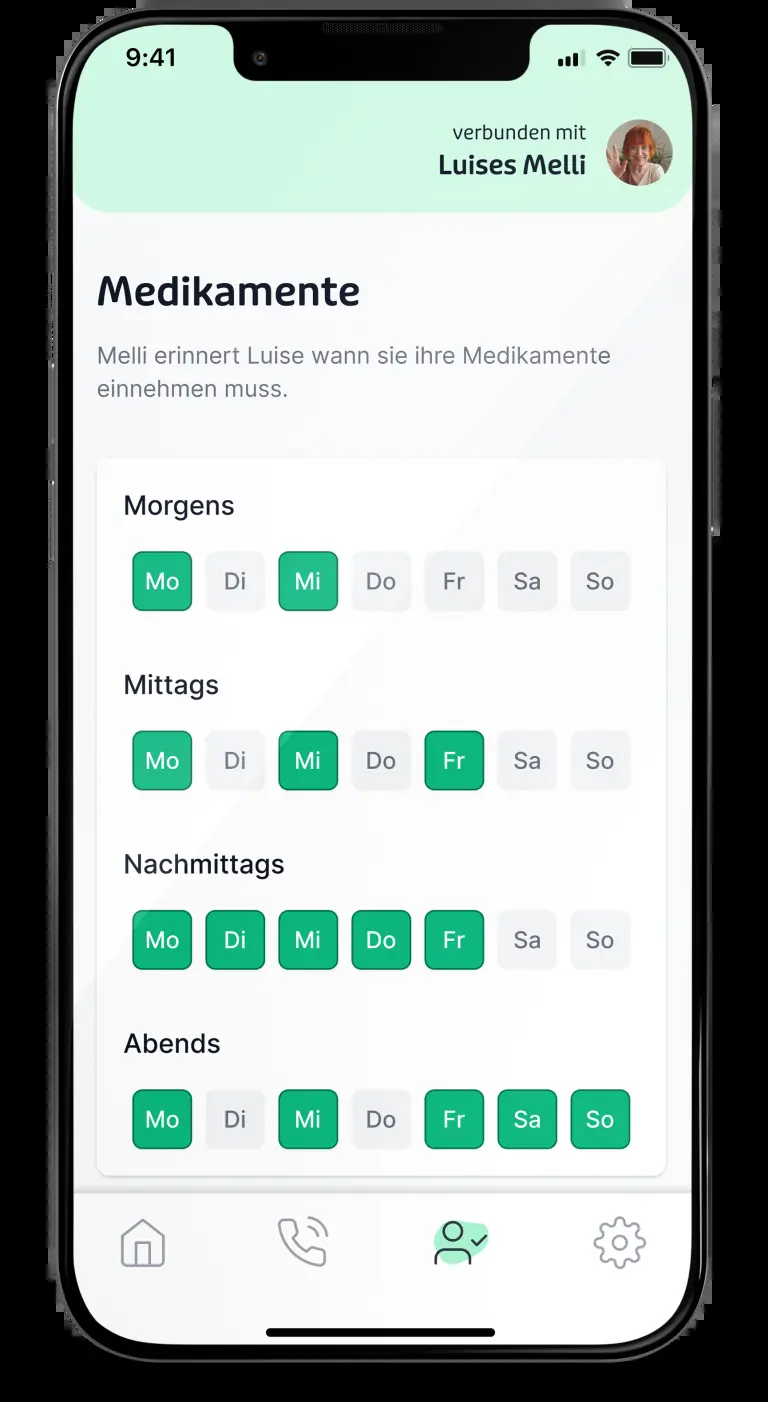 9:41
verbunden mit
Luises Melli
Medikamente
Melli erinnert Luise wann sie ihre Medikamente
einnehmen muss.
Morgens
Mo Di Mi Do Fr Sa So
Mittags
Mo Di Mi Do Fr Sa So
Nachmittags
Mo Di Mi Do Fr Sa So
Abends
Mo Di Mi Do Fr Sa So